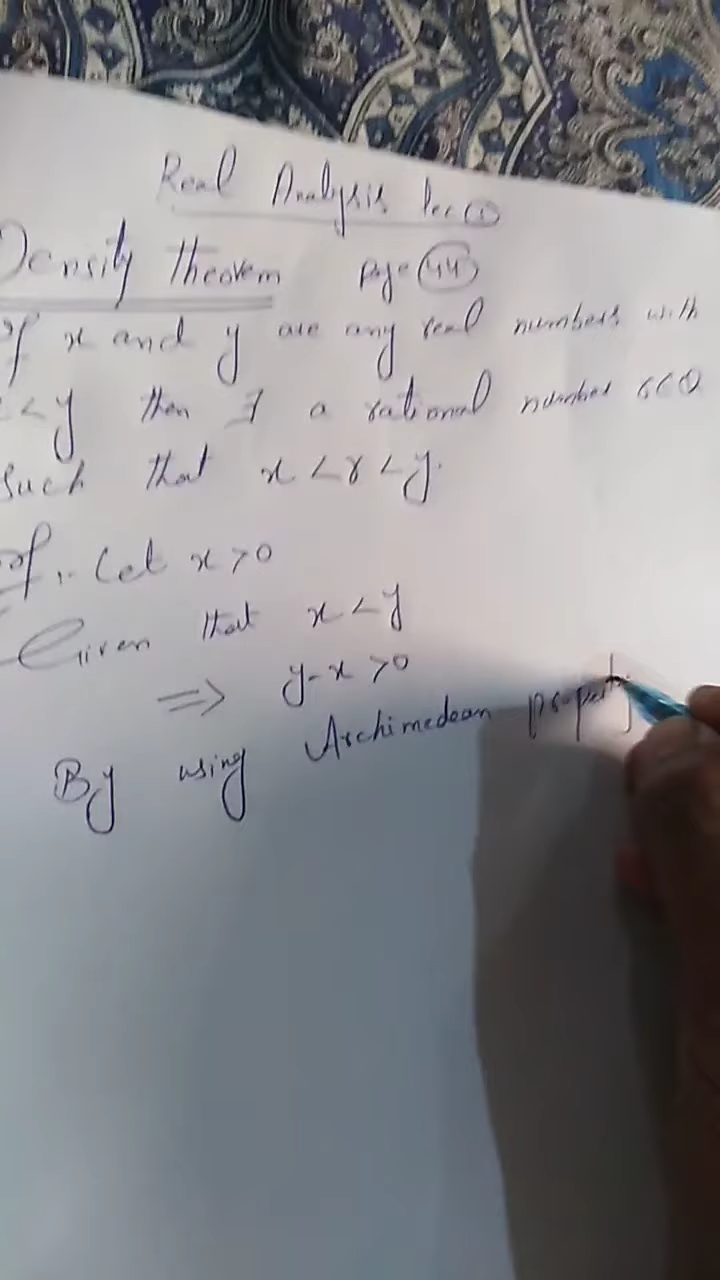 Real Analysis Lec ①
Density Theorem Page 44
If x and y are any real numbers with
x < y then ∃ a rational number r∈Q
Such that x < r < y.
Let x > 0
Given that x < y
⇒ y - x > 0
By using Archimedean property